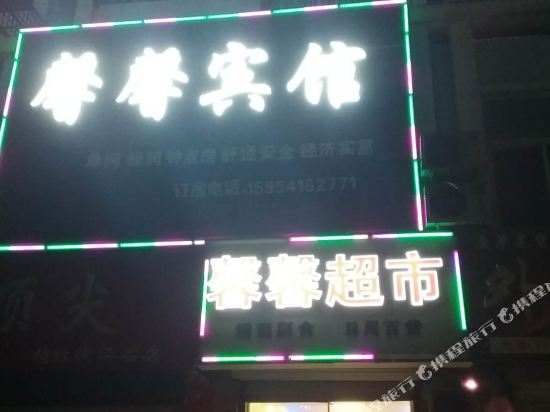 馨馨宾馆
单间 标间 钟点房 舒适安全 经济实惠
订房电话:15954162771
馨馨超市
烟酒副食 日用百货
顶尖
@携程旅行